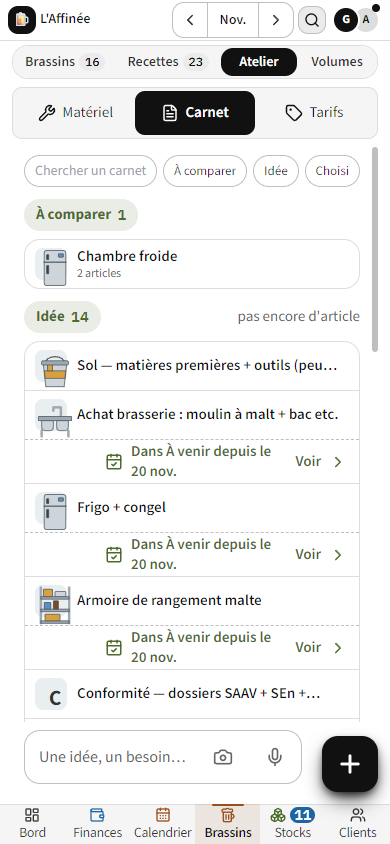 L'Affinée
Nov.
G
A
Brassins 16
Recettes 23
Atelier
Volumes
Matériel
Carnet
Tarifs
Chercher un carnet
À comparer
Idée
Choisi
À comparer 1
Chambre froide
2 articles
Idée 14
pas encore d'article
Sol — matières premières + outils (peu…
Achat brasserie : moulin à malt + bac etc.
Dans À venir depuis le
20 nov.
Voir
Frigo + congel
Dans À venir depuis le
20 nov.
Voir
Armoire de rangement malte
Dans À venir depuis le
20 nov.
Voir
C
Conformité — dossiers SAAV + SEn +…
Une idée, un besoin…
Bord
Finances
Calendrier
Brassins
11
Stocks
Clients